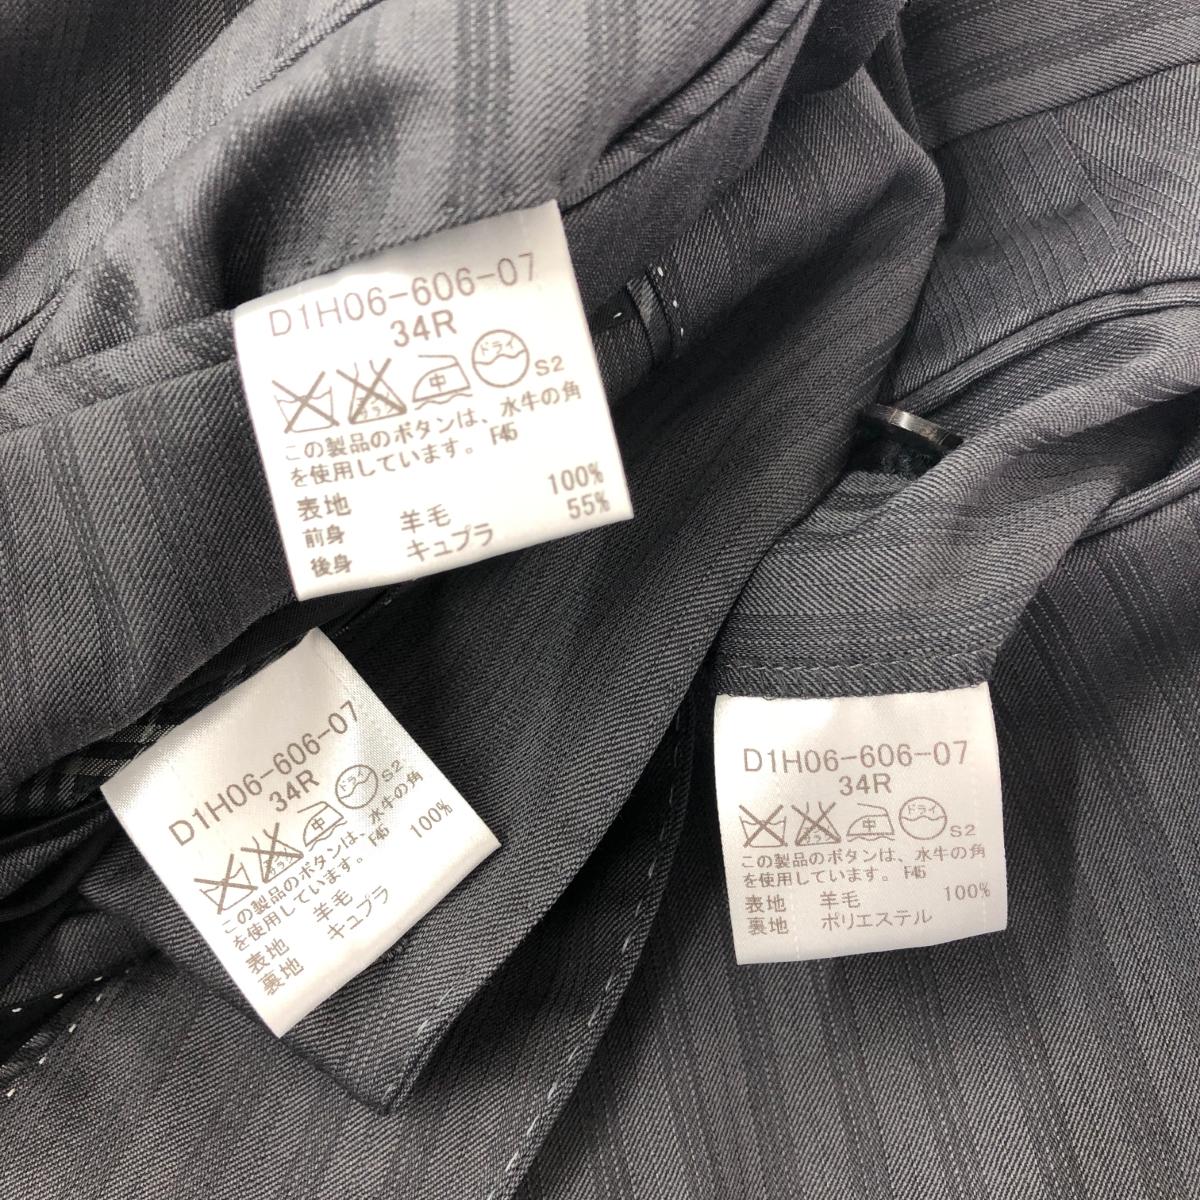 D1H06-606-07
34R
ドライ
中
エンソ
サラシ
S2
この製品のボタンは、水牛の角
を使用しています。 F45
表地 100%
前身 羊毛 55%
後身 キュプラ
D1H06-606-07
34R
ドライ
中
S2
この製品のボタンは、水牛の角
を使用しています。 F45
表地 羊毛 100%
裏地 キュプラ
D1H06-606-07
34R
ドライ
中
S2
この製品のボタンは、水牛の角
を使用しています。 F45
表地 羊毛 100%
裏地 ポリエステル